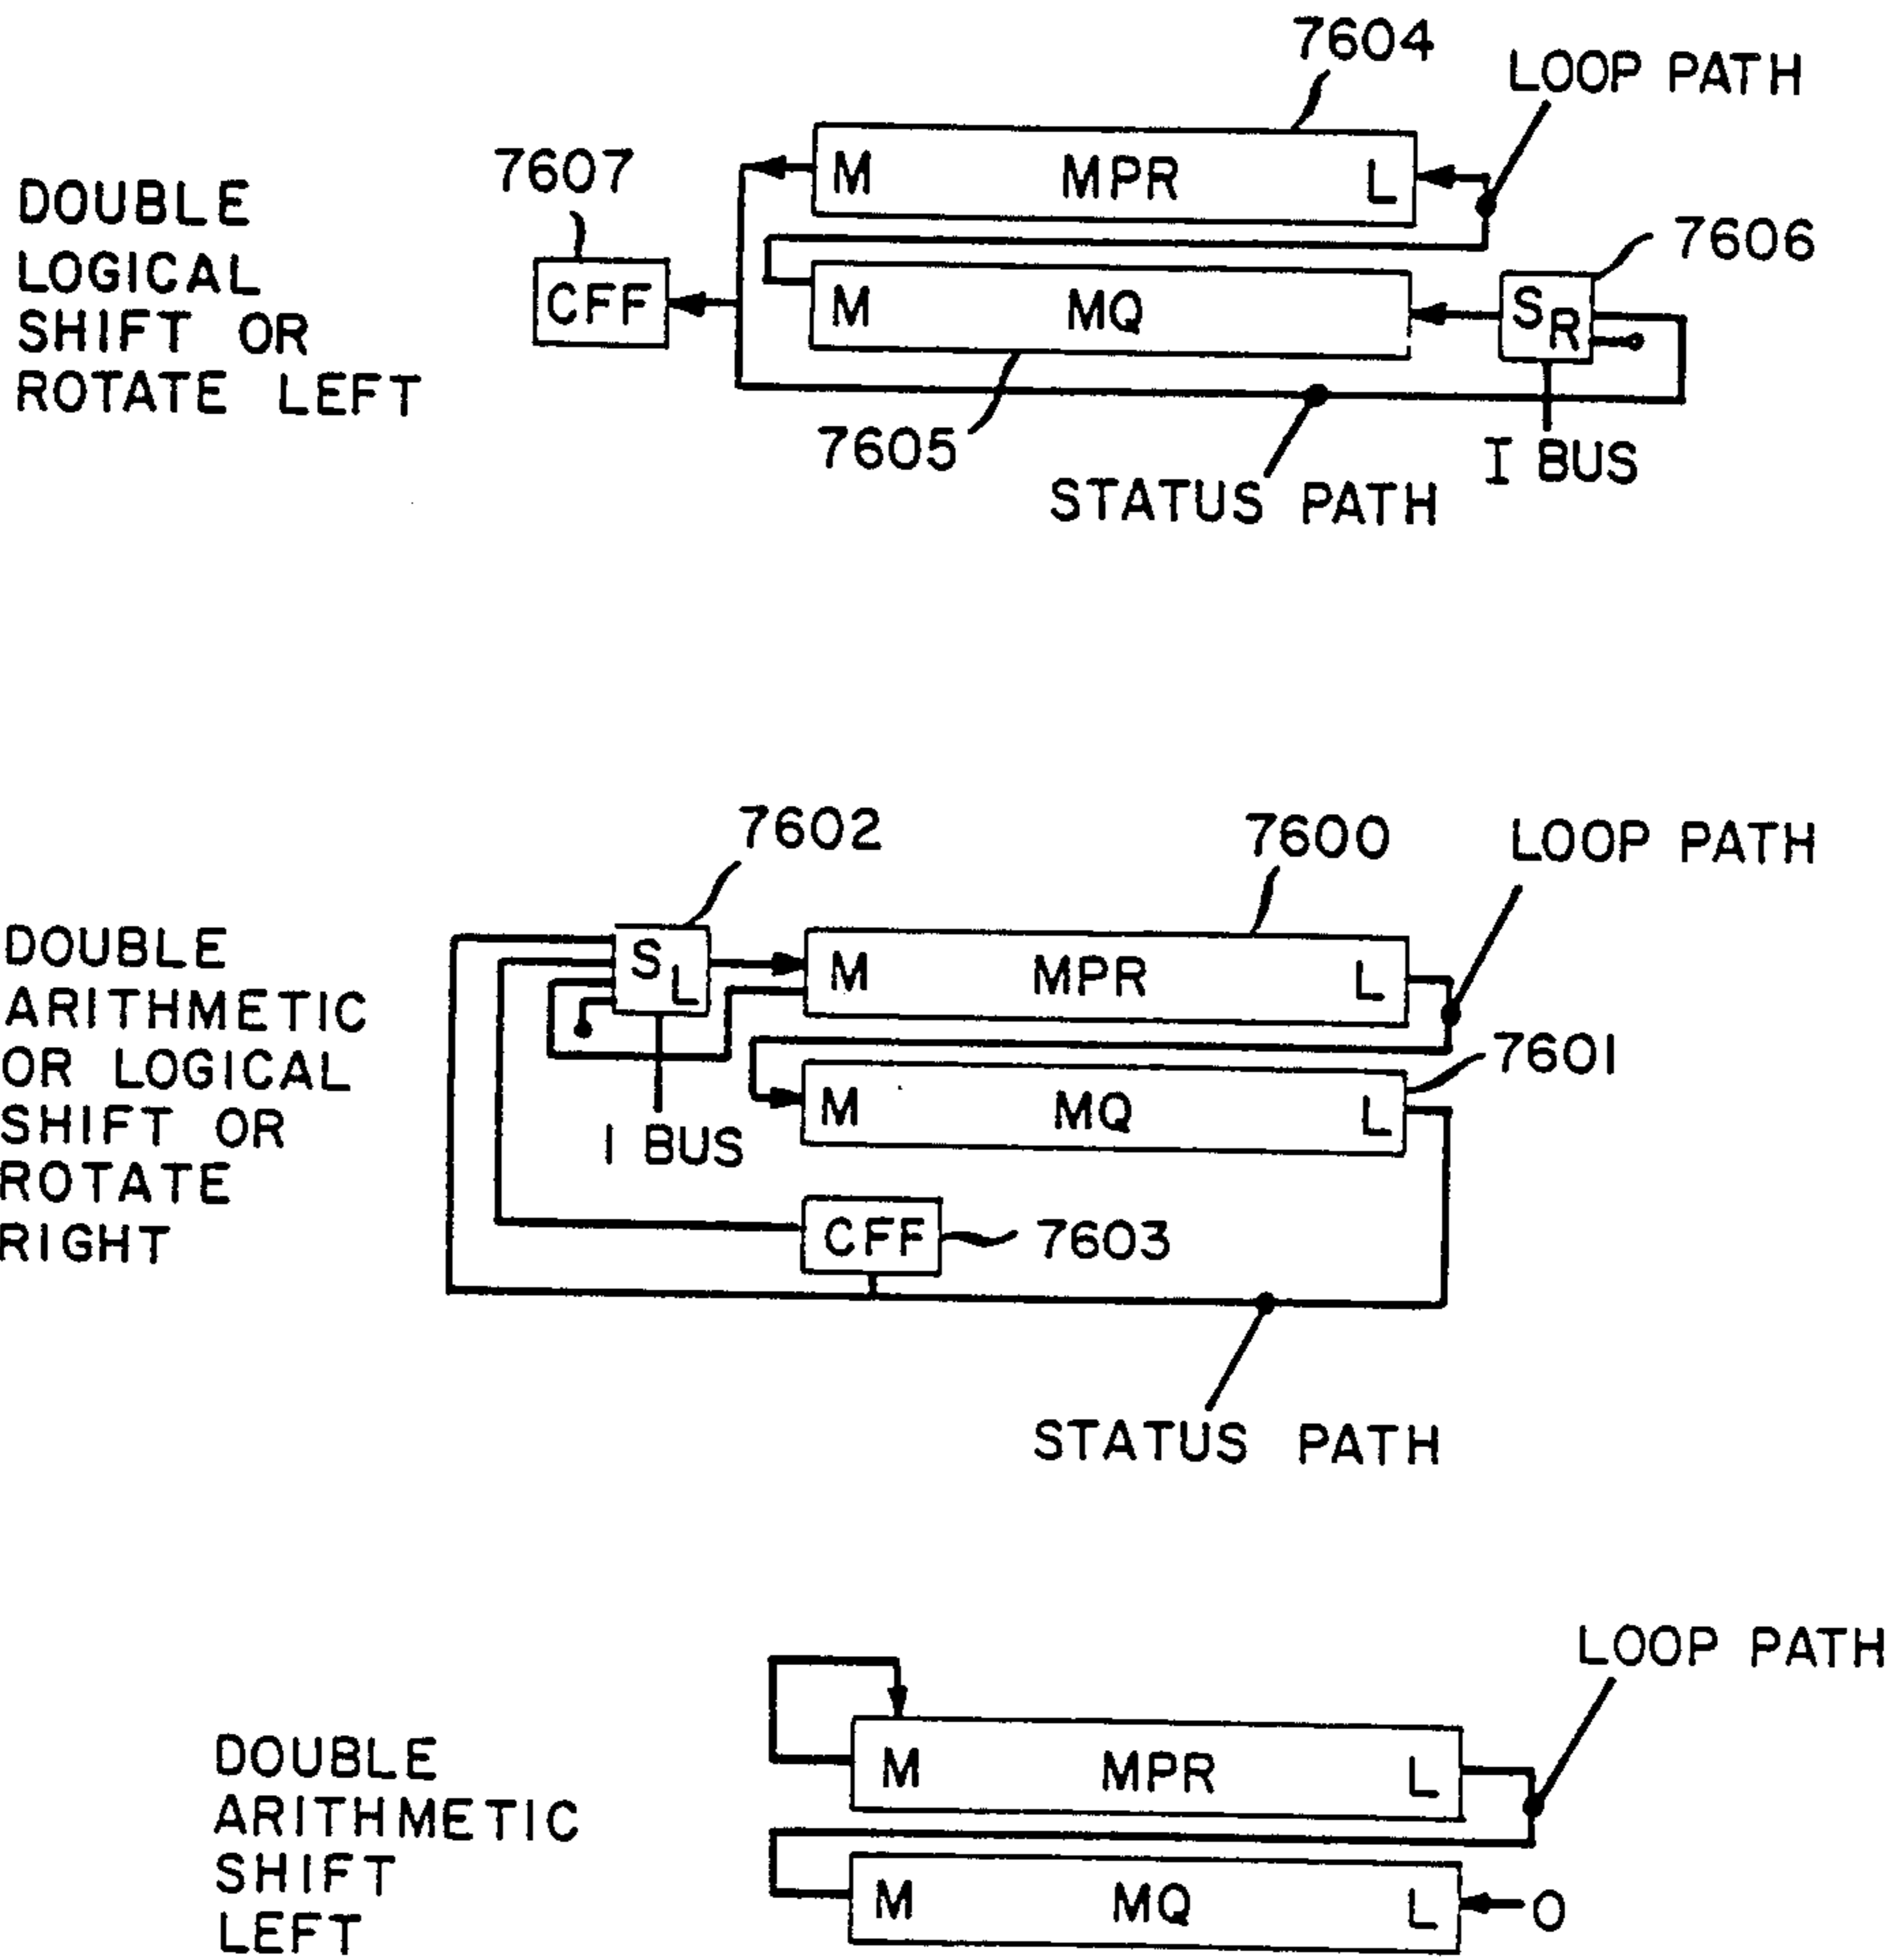 7604
LOOP PATH
7607
DOUBLE
LOGICAL
SHIFT OR
ROTATE LEFT
M MPR L
7606
CFF
M MQ
SR
7605
STATUS PATH
I BUS
7602
7600
LOOP PATH
DOUBLE
ARITHMETIC
OR LOGICAL
SHIFT OR
ROTATE
RIGHT
SL
M MPR L
7601
M MQ L
I BUS
CFF
7603
STATUS PATH
LOOP PATH
DOUBLE
ARITHMETIC
SHIFT
LEFT
M MPR L
M MQ L
0